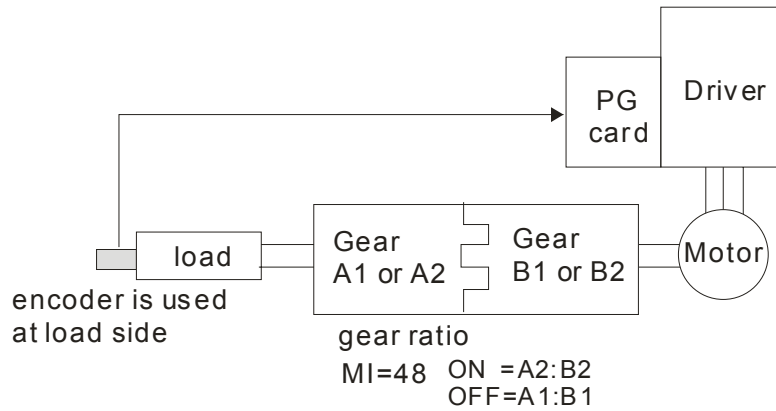 Driver
PG
card
Motor
load
Gear
A1 or A2
Gear
B1 or B2
encoder is used
at load side
gear ratio
MI=48 ON =A2:B2
OFF=A1:B1